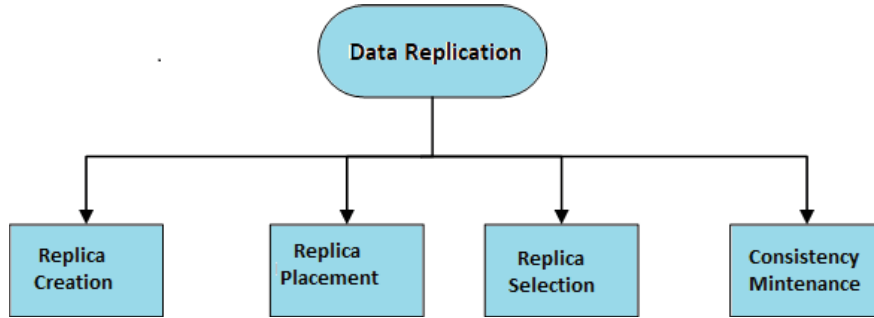 Data Replication
Replica
Creation
Replica
Placement
Replica
Selection
Consistency
Mintenance